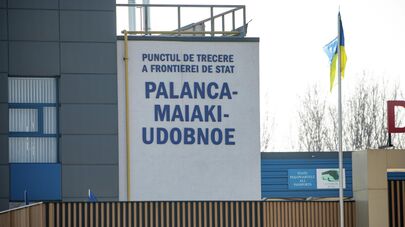 PUNCTUL DE TRECERE
A FRONTIEREI DE STAT
PALANCA-
MAIAKI-
UDOBNOE